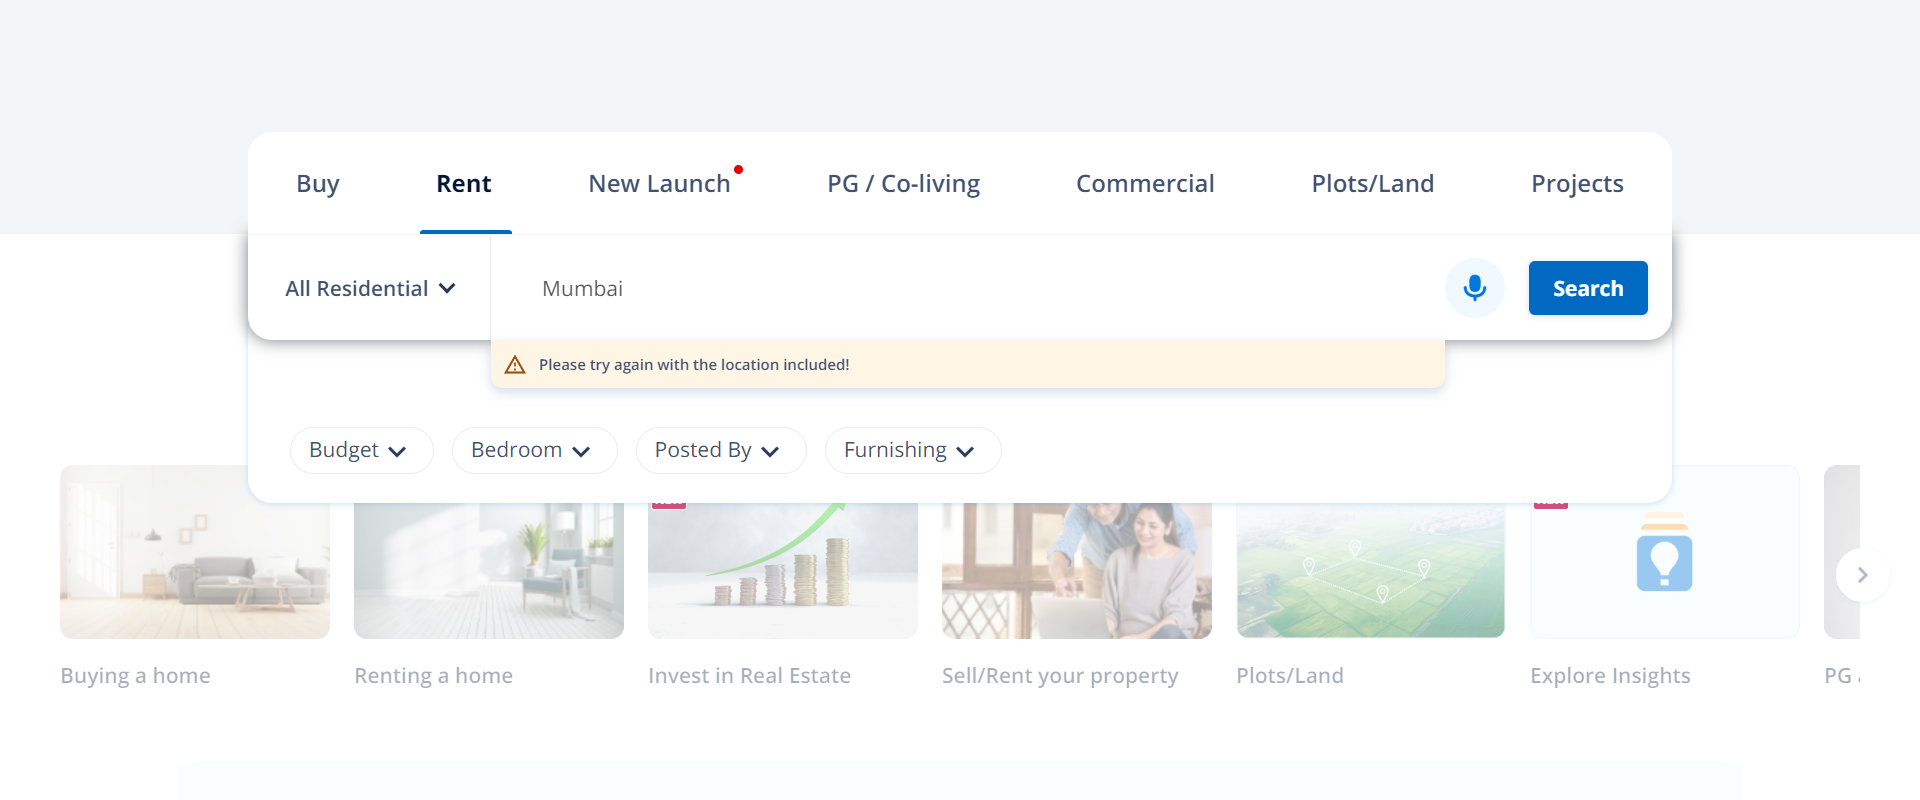 Buy
Rent
New Launch
PG / Co-living
Commercial
Plots/Land
Projects
All Residential
Mumbai
Search
Please try again with the location included!
Budget
Bedroom
Posted By
Furnishing
Buying a home
Renting a home
Invest in Real Estate
Sell/Rent your property
Plots/Land
Explore Insights
PG